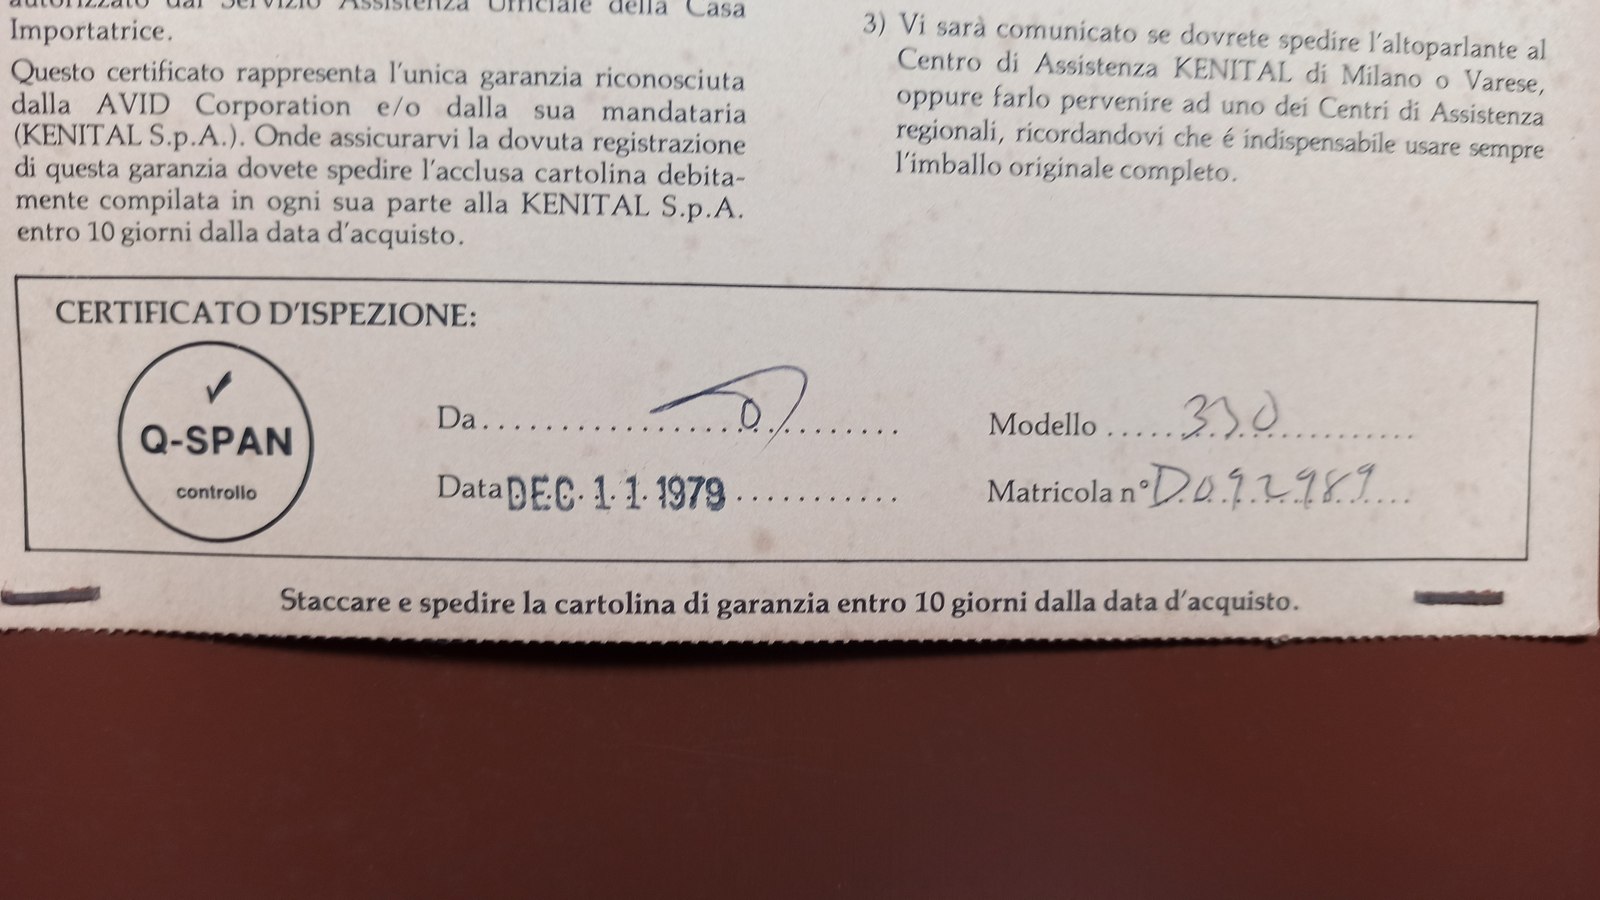 autorizzato dal Servizio Assistenza Ufficiale della Casa
Importatrice.
Questo certificato rappresenta l'unica garanzia riconosciuta
dalla AVID Corporation e/o dalla sua mandataria
(KENITAL S.p.A.). Onde assicurarvi la dovuta registrazione
di questa garanzia dovete spedire l'acclusa cartolina debita-
mente compilata in ogni sua parte alla KENITAL S.p.A.
entro 10 giorni dalla data d'acquisto.
3) Vi sarà comunicato se dovrete spedire l'altoparlante al
Centro di Assistenza KENITAL di Milano o Varese,
oppure farlo pervenire ad uno dei Centri di Assistenza
regionali, ricordandovi che é indispensabile usare sempre
l'imballo originale completo.
CERTIFICATO D'ISPEZIONE:
✓
Q-SPAN
controllo
Da
Modello 330
Data DEC. 11 1979
Matricola n° D092989
Staccare e spedire la cartolina di garanzia entro 10 giorni dalla data d'acquisto.